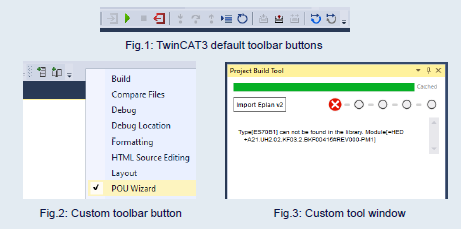 Fig.1: TwinCAT3 default toolbar buttons
Build
Compare Files
Debug
Debug Location
Formatting
HTML Source Editing
Layout
POU Wizard
Fig.2: Custom toolbar button
Project Build Tool
Cached
Import Eplan v2
Type[ES70B1] can not be found in the library. Module[=HED
+A21.UH2.02.KF03.2.BKF00416#REV000-PM1]
Fig.3: Custom tool window